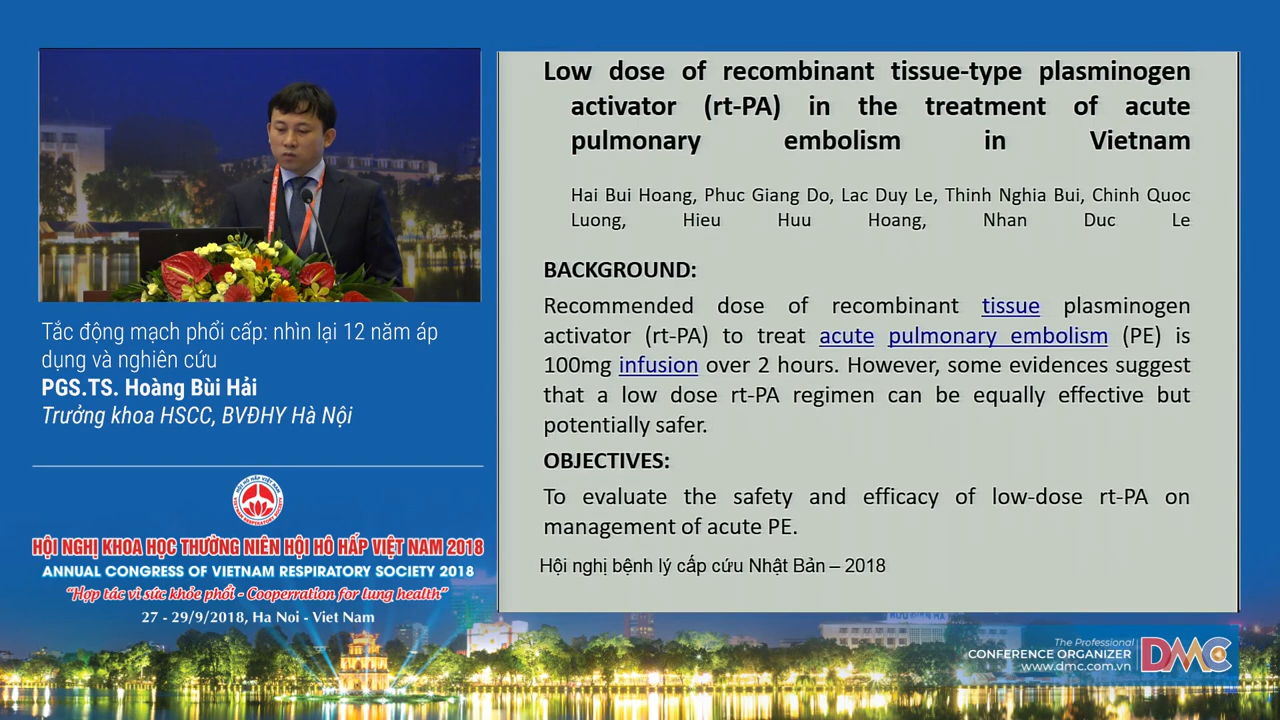 Tắc động mạch phổi cấp: nhìn lại 12 năm áp
dụng và nghiên cứu
PGS.TS. Hoàng Bùi Hải
Trưởng khoa HSCC, BVĐHY Hà Nội
HỘI NGHỊ KHOA HỌC THƯỜNG NIÊN HỘI HÔ HẤP VIỆT NAM 2018
ANNUAL CONGRESS OF VIETNAM RESPIRATORY SOCIETY 2018
"Hợp tác vì sức khỏe phổi - Cooperration for lung health"
27 - 29/9/2018, Ha Noi - Viet Nam
Low dose of recombinant tissue-type plasminogen
activator (rt-PA) in the treatment of acute
pulmonary embolism in Vietnam
Hai Bui Hoang, Phuc Giang Do, Lac Duy Le, Thinh Nghia Bui, Chinh Quoc
Luong, Hieu Huu Hoang, Nhan Duc Le
BACKGROUND:
Recommended dose of recombinant tissue plasminogen
activator (rt-PA) to treat acute pulmonary embolism (PE) is
100mg infusion over 2 hours. However, some evidences suggest
that a low dose rt-PA regimen can be equally effective but
potentially safer.
OBJECTIVES:
To evaluate the safety and efficacy of low-dose rt-PA on
management of acute PE.
Hội nghị bệnh lý cấp cứu Nhật Bản – 2018
The Professional
CONFERENCE ORGANIZER
www.dmc.com.vn
DMC